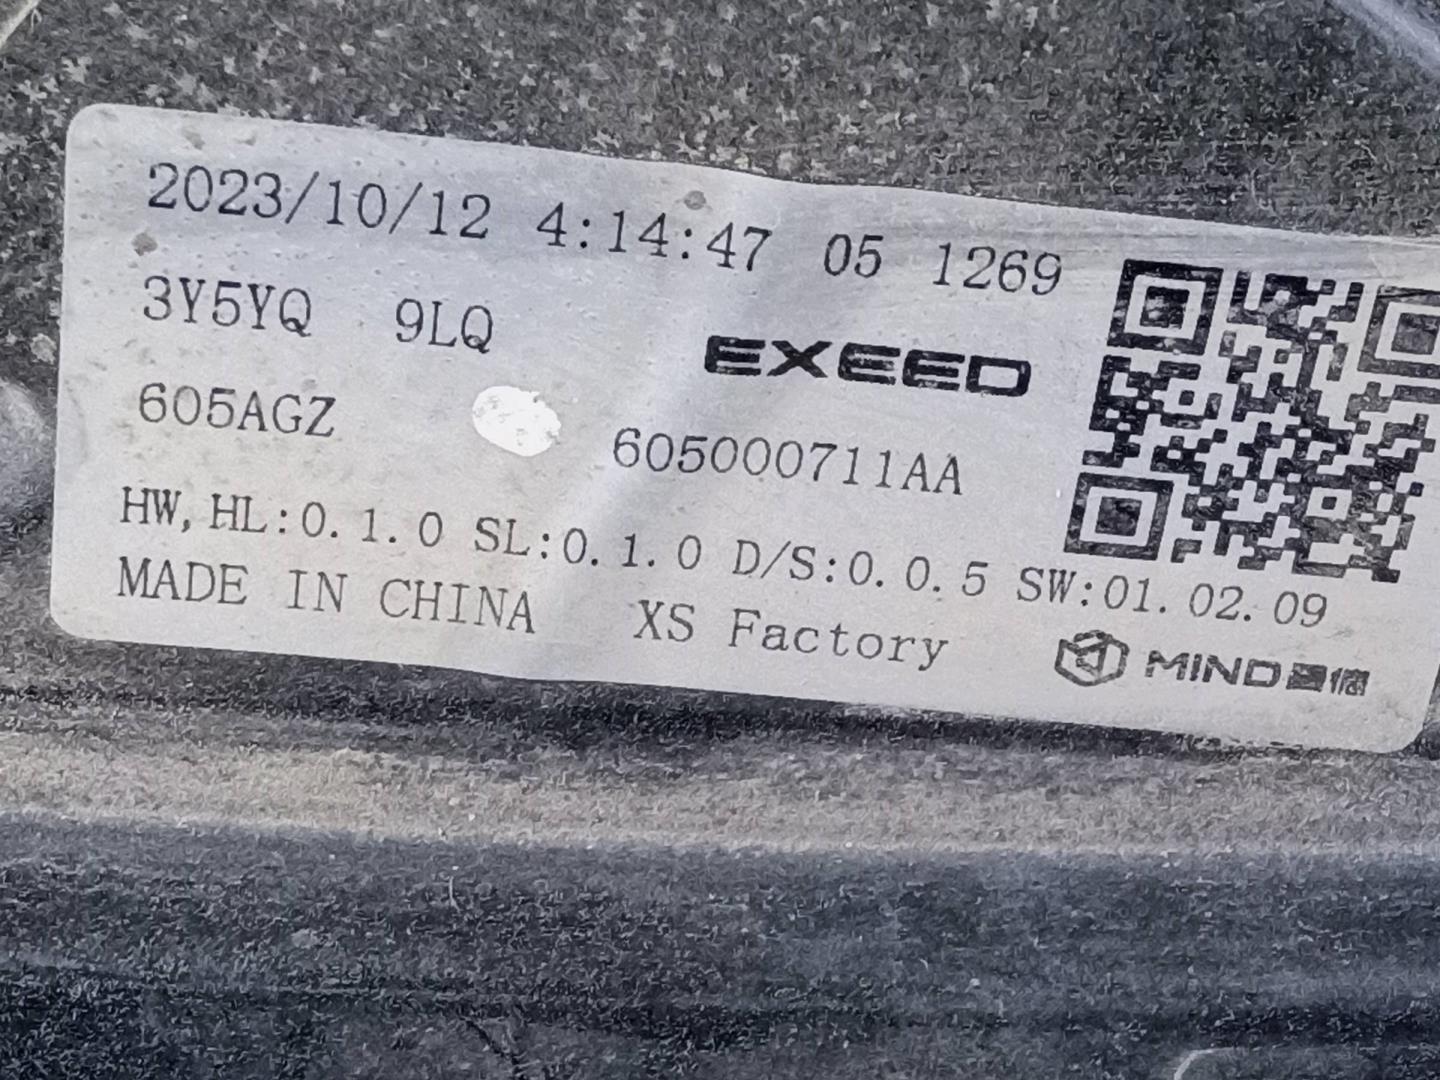 2023/10/12 4:14:47 05 1269
3Y5YQ 9LQ
EXEED
605AGZ
605000711AA
HW, HL:0.1.0 SL:0.1.0 D/S:0.0.5 SW:01.02.09
MADE IN CHINA XS Factory
MIND